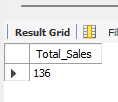 Result Grid
Total_Sales
136